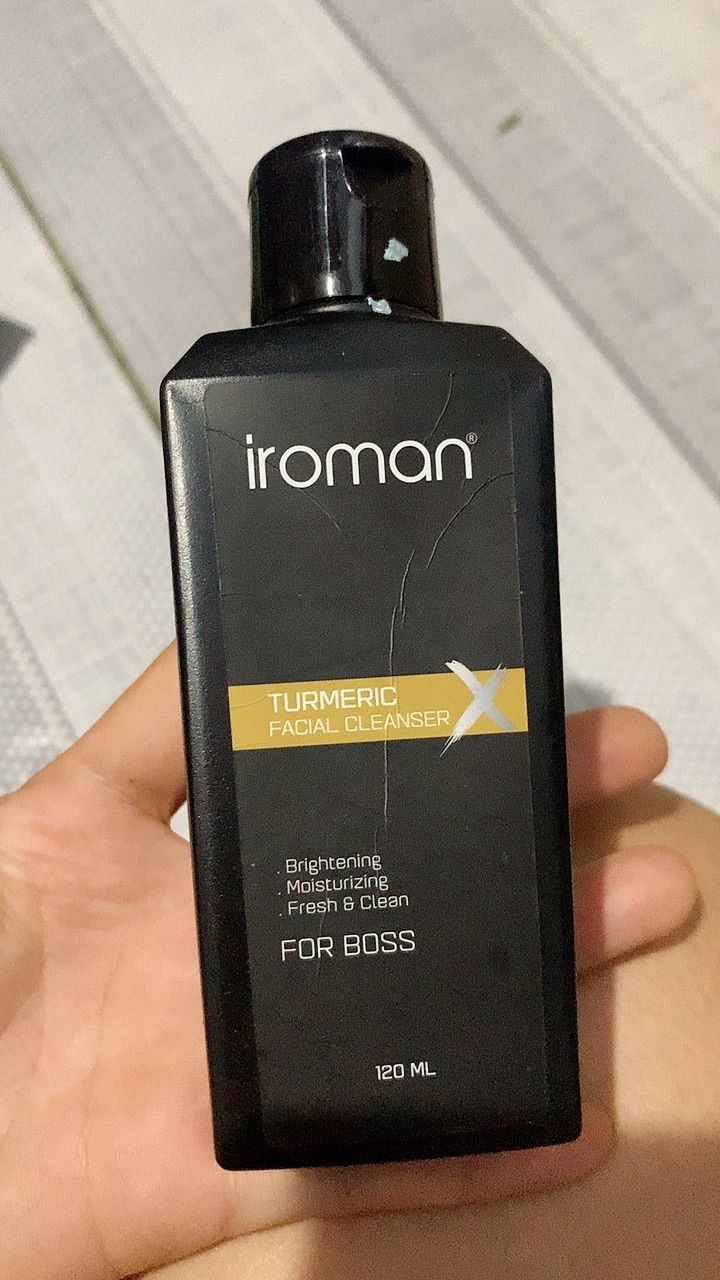 iroman®
TURMERIC X
FACIAL CLEANSER
. Brightening
. Moisturizing
. Fresh & Clean
FOR BOSS
120 ML